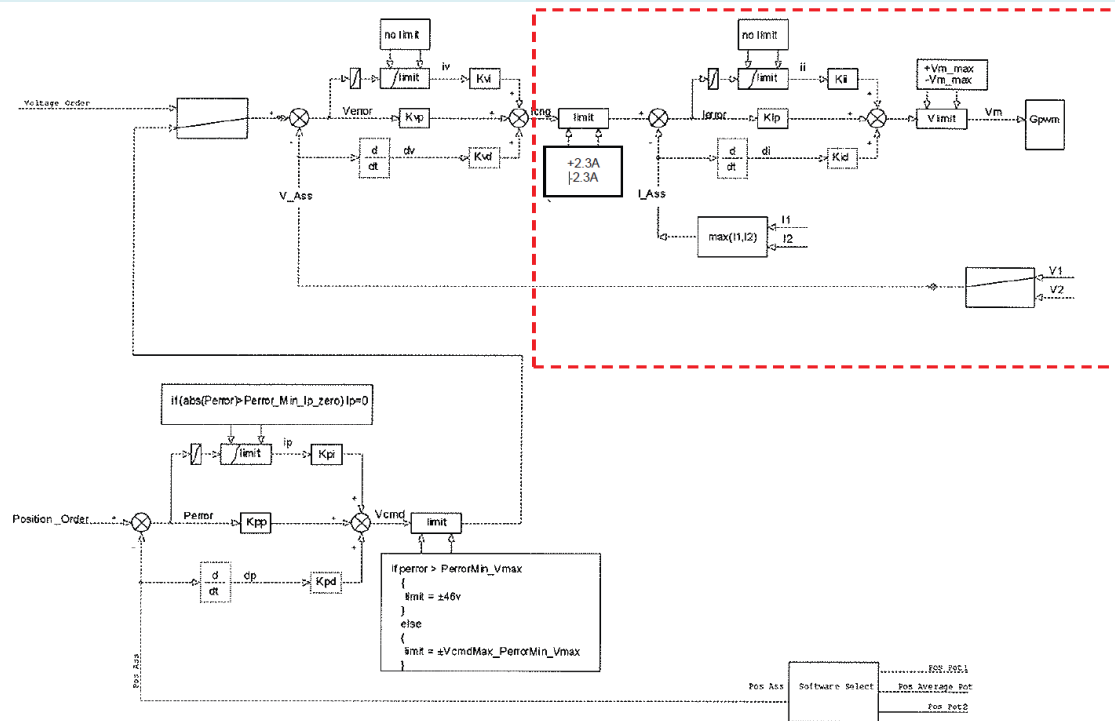 no limit
iv
limit
Kvi
Voltage Order
Verror
Kvp
d
dt
dv
Kvd
V_Ass
limit
+2.3A
-2.3A
no limit
ii
limit
Kii
Ierror
KIp
d
dt
di
Kid
I_Ass
+Vm_max
-Vm_max
V limit
Vm
Gpwm
max(I1,I2)
I1
I2
V1
V2
if(abs(Perror)>Perror_Min_Ip_zero) Ip=0
ip
limit
Kpi
Position_Order
Perror
Kpp
Vcmd
limit
d
dt
dp
Kpd
If perror > PerrorMin_Vmax
{
limit = ±46v
}
else
{
limit = ±VcmdMax_PerrorMin_Vmax
}
Pos Ass
Pos Ass
Software Select
Pos Pot1
Pos Average Pot
Pos Pot2